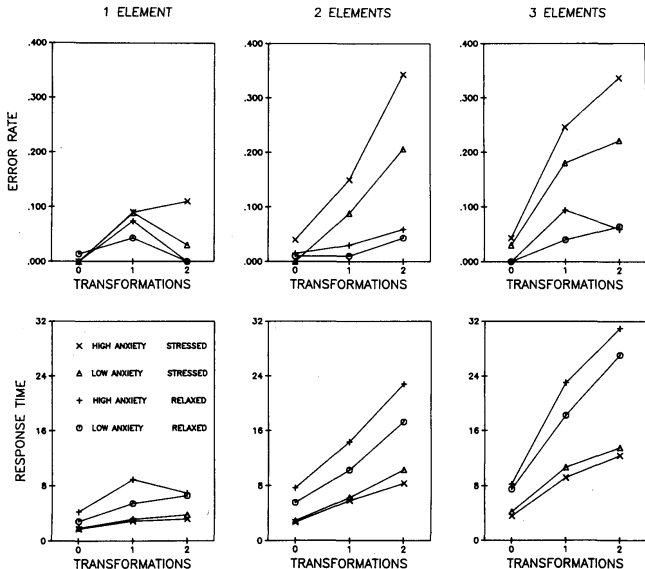 1 ELEMENT 2 ELEMENTS 3 ELEMENTS
ERROR RATE
.400 .400 .400
.300 .300 .300
.200 .200 .200
.100 .100 .100
.000 .000 .000
0 1 2 0 1 2 0 1 2
TRANSFORMATIONS TRANSFORMATIONS TRANSFORMATIONS
RESPONSE TIME
32 32 32
HIGH ANXIETY STRESSED
24 24 24
LOW ANXIETY STRESSED
HIGH ANXIETY RELAXED
16 16 16
LOW ANXIETY RELAXED
8 8 8
0 0 0
0 1 2 0 1 2 0 1 2
TRANSFORMATIONS TRANSFORMATIONS TRANSFORMATIONS